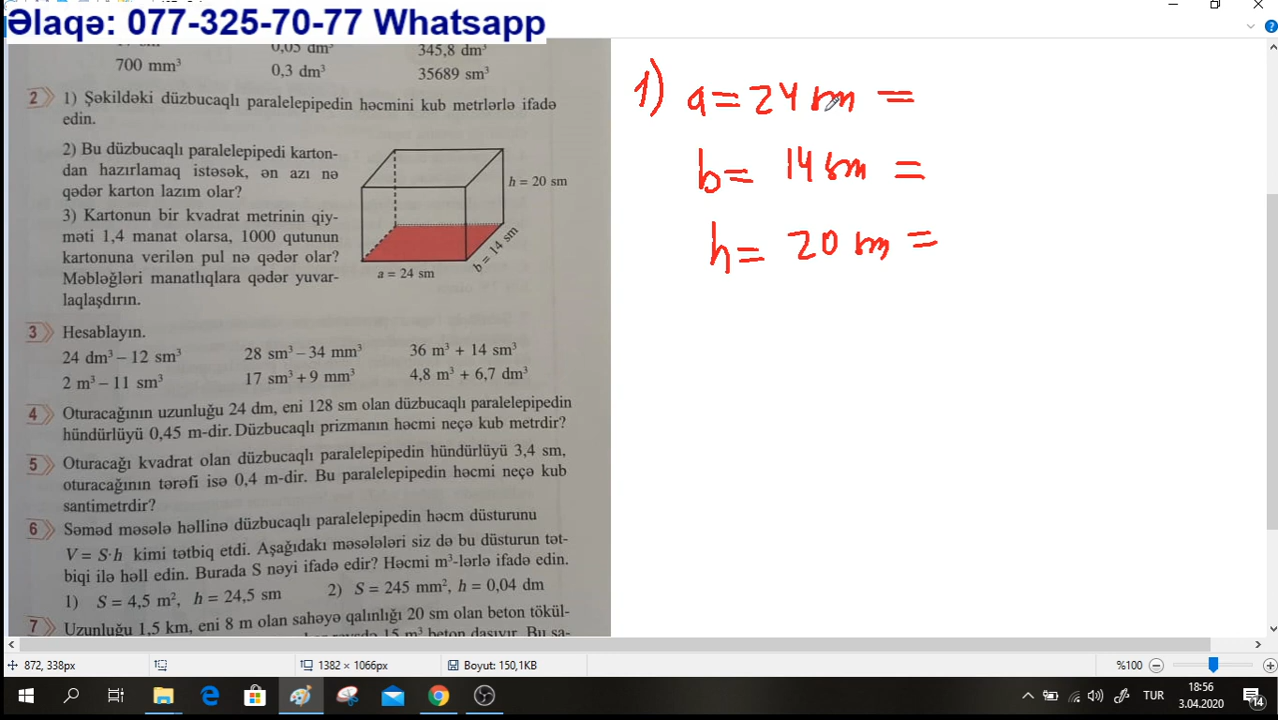 Əlaqə: 077-325-70-77 Whatsapp
0,05 dm³
345,8 dm³
700 mm³
0,3 dm³
35689 sm³
2 1) Şəkildəki düzbucaqlı paralelepipedin həcmini kub metrlərlə ifadə
edin.
2) Bu düzbucaqlı paralelepipedi karton-
dan hazırlamaq istəsək, ən azı nə
qədər karton lazım olar?
3) Kartonun bir kvadrat metrinin qiy-
məti 1,4 manat olarsa, 1000 qutunun
kartonuna verilən pul nə qədər olar?
Məbləğləri manatlıqlara qədər yuvar-
laqlaşdırın.
h = 20 sm
b = 14 sm
a = 24 sm
3 Hesablayın.
24 dm³ – 12 sm³ 28 sm³ – 34 mm³ 36 m³ + 14 sm³
2 m³ – 11 sm³ 17 sm³ + 9 mm³ 4,8 m³ + 6,7 dm³
4 Oturacağının uzunluğu 24 dm, eni 128 sm olan düzbucaqlı paralelepipedin
hündürlüyü 0,45 m-dir. Düzbucaqlı prizmanın həcmi neçə kub metrdir?
5 Oturacağı kvadrat olan düzbucaqlı paralelepipedin hündürlüyü 3,4 sm,
oturacağının tərəfi isə 0,4 m-dir. Bu paralelepipedin həcmi neçə kub
santimetrdir?
6 Səməd məsələ həllinə düzbucaqlı paralelepipedin həcm düsturunu
V = S·h kimi tətbiq etdi. Aşağıdakı məsələləri siz də bu düsturun tət-
biqi ilə həll edin. Burada S nəyi ifadə edir? Həcmi m³-lərlə ifadə edin.
1) S = 4,5 m², h = 24,5 sm 2) S = 245 mm², h = 0,04 dm
7 Uzunluğu 1,5 km, eni 8 m olan sahəyə qalınlığı 20 sm olan beton tökül-
15 m³ beton daşıyır. Bu sa-
1) a = 24 sm =
b = 14 sm =
h = 20 sm =
872, 338px
1382 × 1066px
Boyut: 150,1KB
%100
TUR
18:56
3.04.2020
14